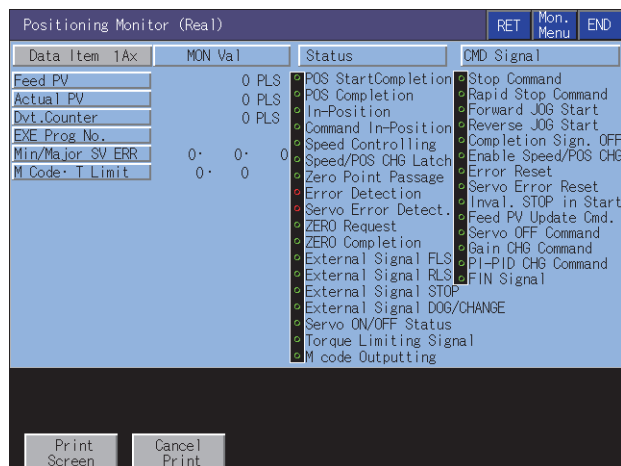 Positioning Monitor (Real)
RET
Mon.
Menu
END
Data Item 1Ax
MON Val
Status
CMD Signal
Feed PV
0 PLS
Actual PV
0 PLS
Dvt.Counter
0 PLS
EXE Prog No.
Min/Major SV ERR
0· 0· 0
M Code· T Limit
0· 0
POS StartCompletion
POS Completion
In-Position
Command In-Position
Speed Controlling
Speed/POS CHG Latch
Zero Point Passage
Error Detection
Servo Error Detect.
ZERO Request
ZERO Completion
External Signal FLS
External Signal RLS
External Signal STOP
External Signal DOG/CHANGE
Servo ON/OFF Status
Torque Limiting Signal
M code Outputting
Stop Command
Rapid Stop Command
Forward JOG Start
Reverse JOG Start
Completion Sign. OFF
Enable Speed/POS CHG
Error Reset
Servo Error Reset
Inval. STOP in Start
Feed PV Update Cmd.
Servo OFF Command
Gain CHG Command
PI-PID CHG Command
FIN Signal
Print
Screen
Cancel
Print